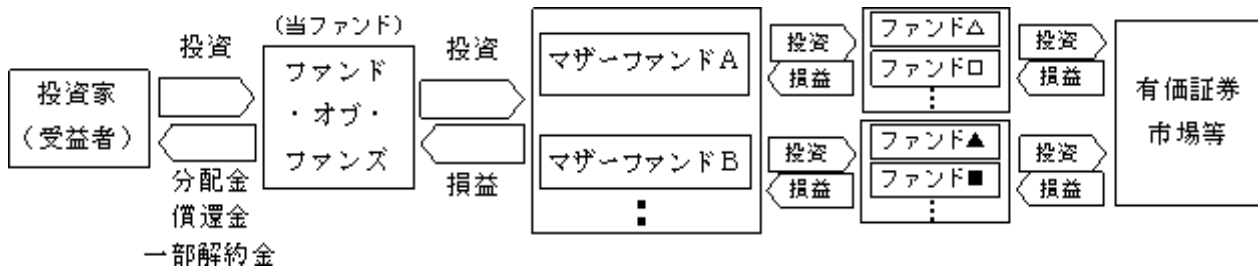 投資家
(受益者)
投資
分配金
償還金
一部解約金
(当ファンド)
ファンド
・オブ・
ファンズ
投資
損益
マザーファンドA
マザーファンドB
⋮
投資
損益
投資
損益
ファンド△
ファンド□
⋮
ファンド▲
ファンド■
⋮
投資
損益
投資
損益
有価証券
市場等